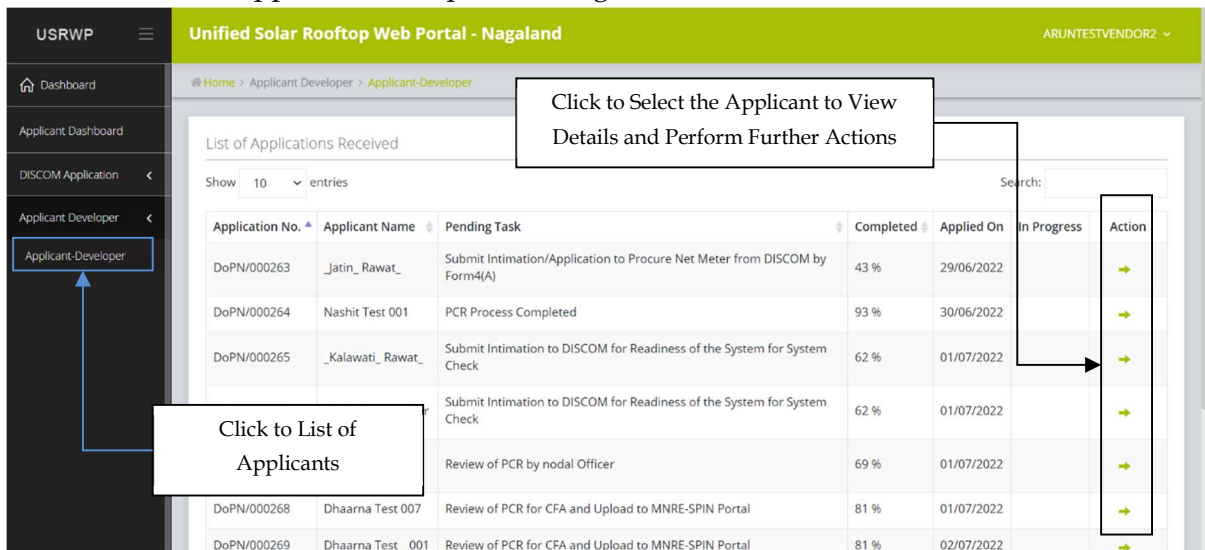 USRWP
Unified Solar Rooftop Web Portal - Nagaland
ARUNTESTVENDOR2
Dashboard
Applicant Dashboard
DISCOM Application
Applicant Developer
Applicant-Developer
Home > Applicant Developer > Applicant-Developer
Click to Select the Applicant to View
Details and Perform Further Actions
List of Applications Received
Show 10 entries
Search:
Application No. Applicant Name Pending Task Completed Applied On In Progress Action
DoPN/000263 _Jatin_ Rawat_ Submit Intimation/Application to Procure Net Meter from DISCOM by 43 % 29/06/2022
Form4(A)
DoPN/000264 Nashit Test 001 PCR Process Completed 93 % 30/06/2022
DoPN/000265 _Kalawati_ Rawat_ Submit Intimation to DISCOM for Readiness of the System for System 62 % 01/07/2022
Check
Submit Intimation to DISCOM for Readiness of the System for System 62 % 01/07/2022
Check
Click to List of
Applicants
Review of PCR by nodal Officer 69 % 01/07/2022
DoPN/000268 Dhaarna Test 007 Review of PCR for CFA and Upload to MNRE-SPIN Portal 81 % 01/07/2022
DoPN/000269 Dhaarna Test 001 Review of PCR for CFA and Upload to MNRE-SPIN Portal 81 % 02/07/2022